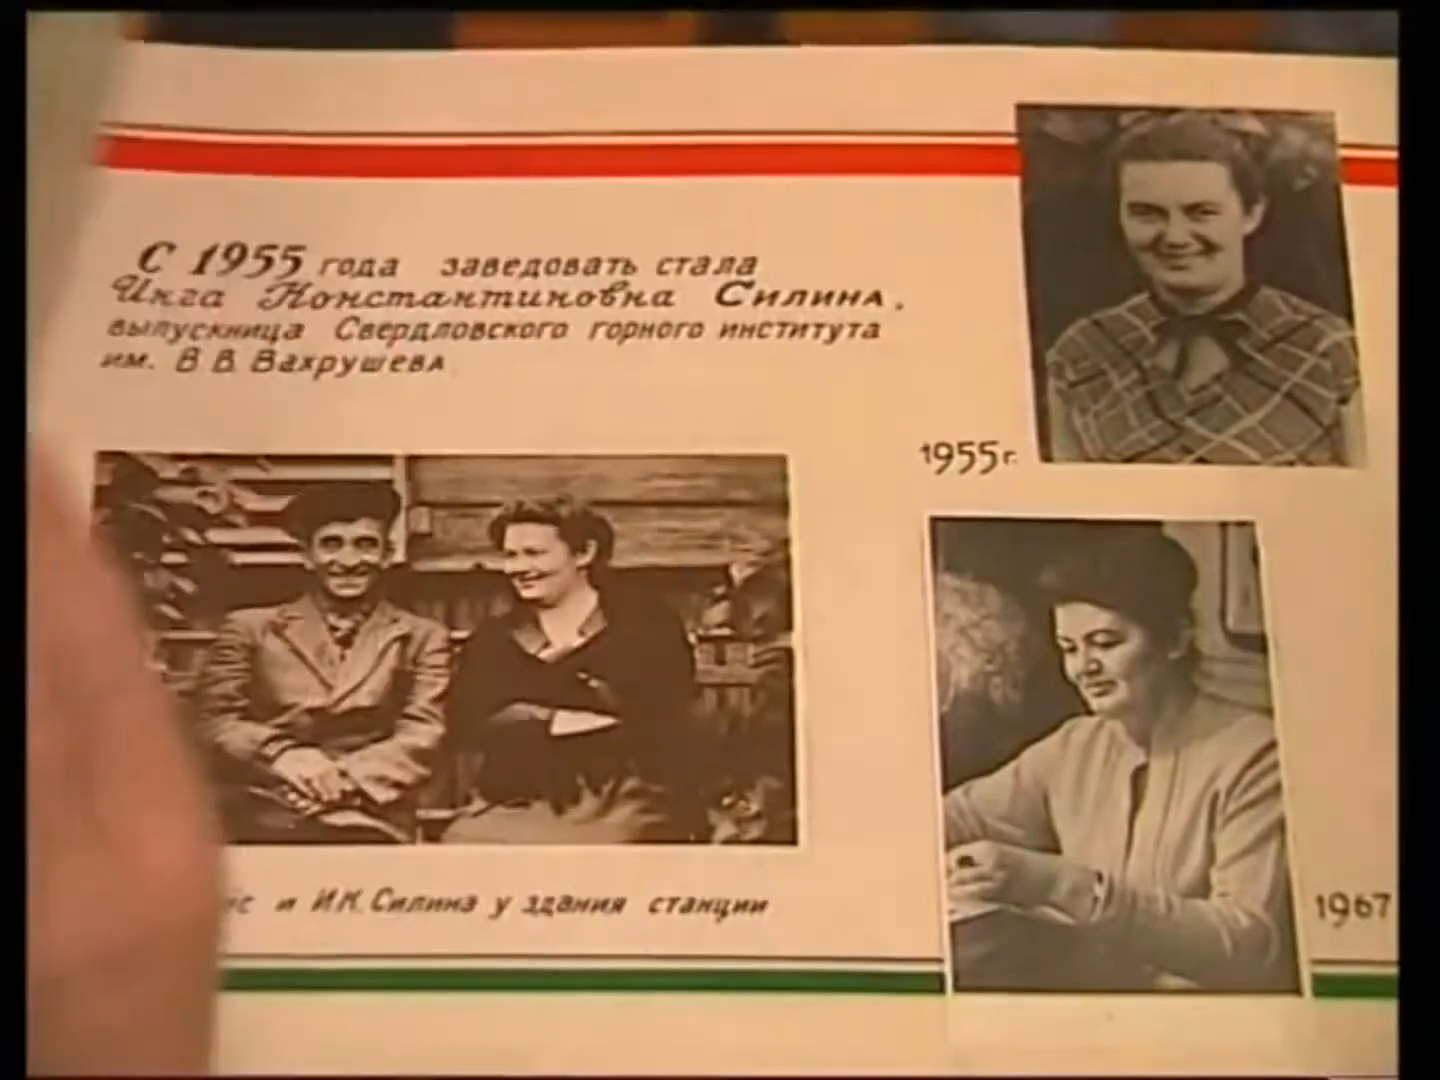 С 1955 года заведовать стала
Инга Константиновна Силина,
выпускница Свердловского горного института
им. В В Вахрушева
1955г.
и И.К. Силина у здания станции
1967